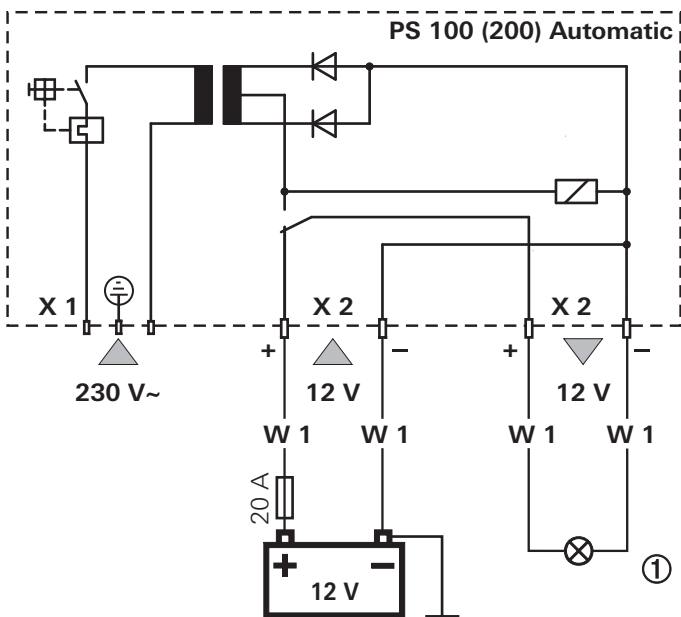 PS 100 (200) Automatic
X 1 X 2 X 2
+ – + –
230 V~ 12 V 12 V
W 1 W 1 W 1 W 1
20 A
+ –
12 V
①